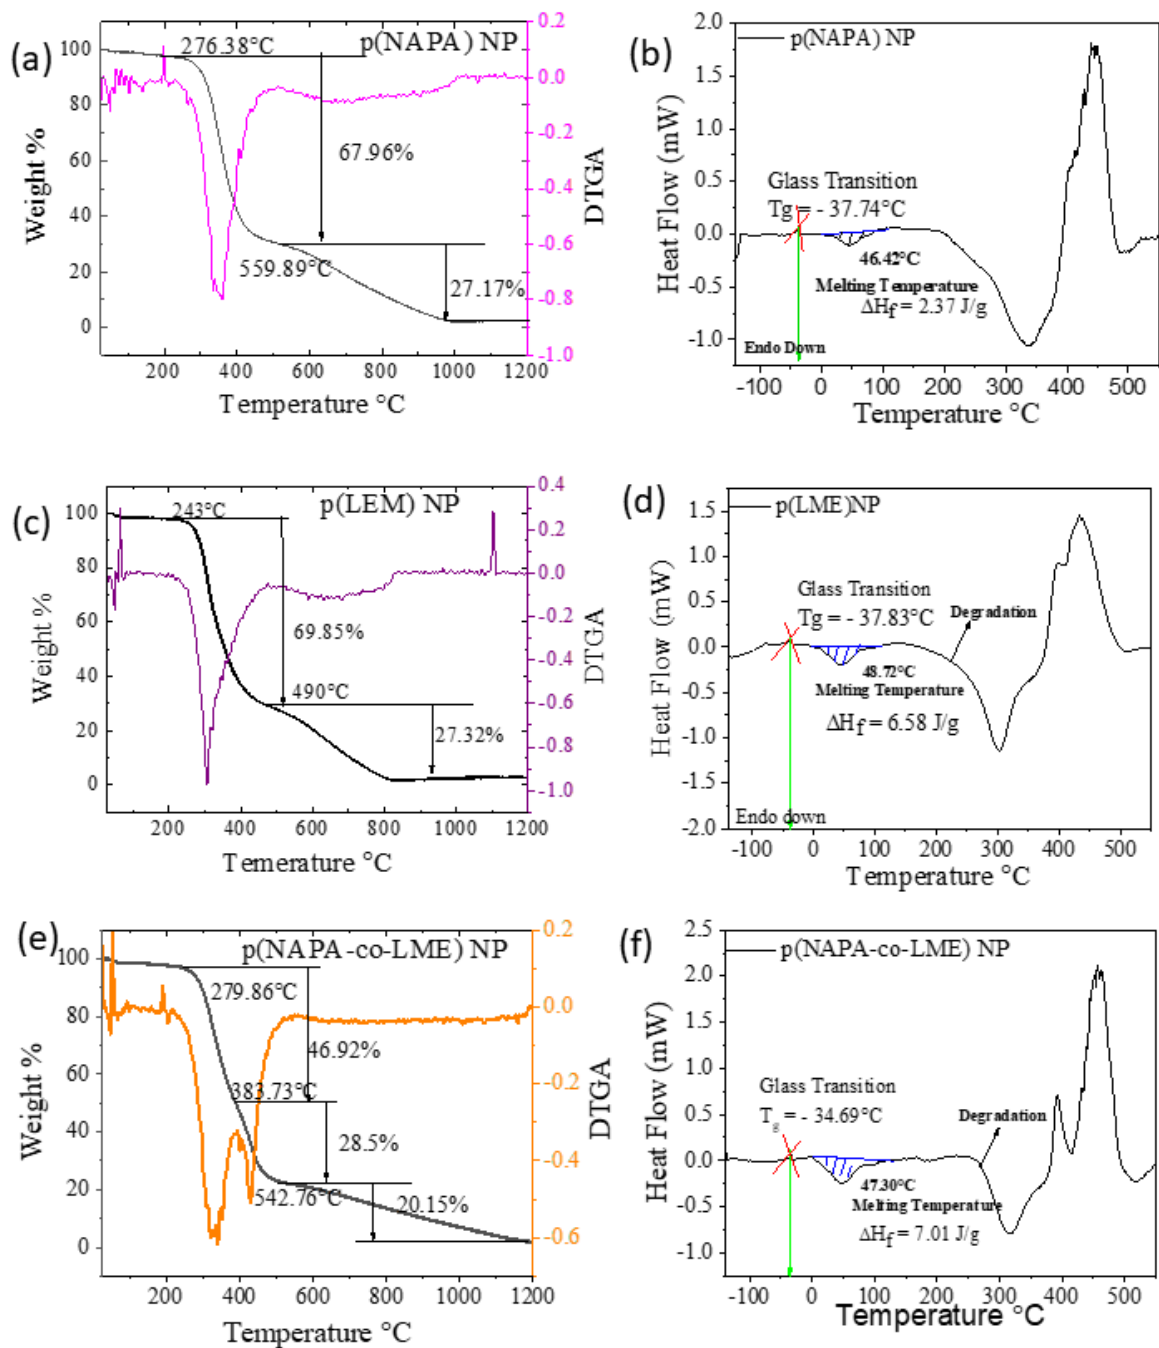 (a)
p(NAPA) NP
276.38°C
67.96%
559.89°C
27.17%
100
80
60
40
20
0
Weight %
0.2
0.0
-0.2
-0.4
-0.6
-0.8
-1.0
DTGA
200 400 600 800 1000 1200
Temperature °C
(b)
p(NAPA) NP
2.0
1.5
1.0
0.5
0.0
-0.5
-1.0
Heat Flow (mW)
Glass Transition
Tg = - 37.74°C
46.42°C
Melting Temperature
ΔHf = 2.37 J/g
Endo Down
-100 0 100 200 300 400 500
Temperature °C
(c)
p(LEM) NP
243°C
69.85%
490°C
27.32%
100
80
60
40
20
0
Weight %
0.4
0.3
0.2
0.0
-0.2
-0.4
-0.6
-0.8
-1.0
DTGA
200 400 600 800 1000 1200
Temerature °C
(d)
p(LME)NP
1.5
1.0
0.5
0.0
-0.5
-1.0
-1.5
-2.0
Heat Flow (mW)
Glass Transition
Tg = - 37.83°C
Degradation
48.72°C
Melting Temperature
ΔHf = 6.58 J/g
Endo down
-100 0 100 200 300 400 500
Temperature °C
(e)
p(NAPA-co-LME) NP
279.86°C
46.92%
383.73°C
28.5%
542.76°C
20.15%
100
80
60
40
20
0
Weight %
0.2
0.0
-0.2
-0.4
-0.6
DTGA
200 400 600 800 1000 1200
Temperature °C
(f)
p(NAPA-co-LME) NP
2.5
2.0
1.5
1.0
0.5
0.0
-0.5
-1.0
Heat Flow (mW)
Glass Transition
Tg = - 34.69°C
Degradation
47.30°C
Melting Temperature
ΔHf = 7.01 J/g
-100 0 100 200 300 400 500
Temperature °C